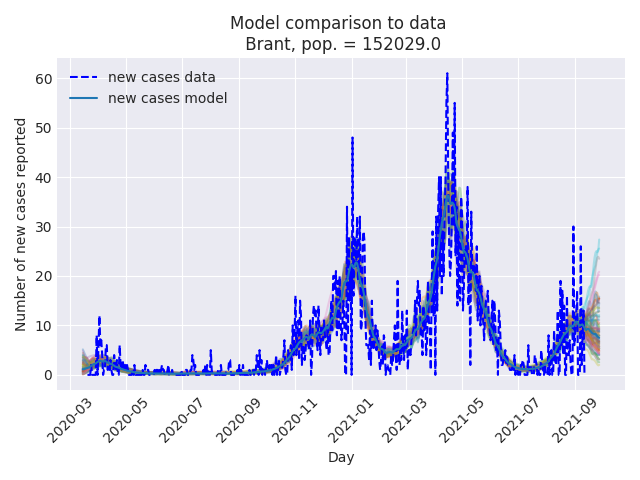 Model comparison to data
Brant, pop. = 152029.0
new cases data
new cases model
Number of new cases reported
60
50
40
30
20
10
0
2020-03
2020-05
2020-07
2020-09
2020-11
2021-01
2021-03
2021-05
2021-07
2021-09
Day